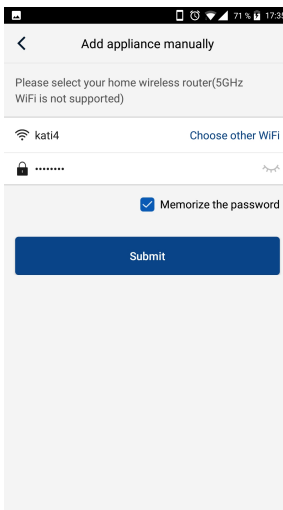 71 % 17:35
Add appliance manually
Please select your home wireless router(5GHz
WiFi is not supported)
kati4 Choose other WiFi
••••••••
Memorize the password
Submit